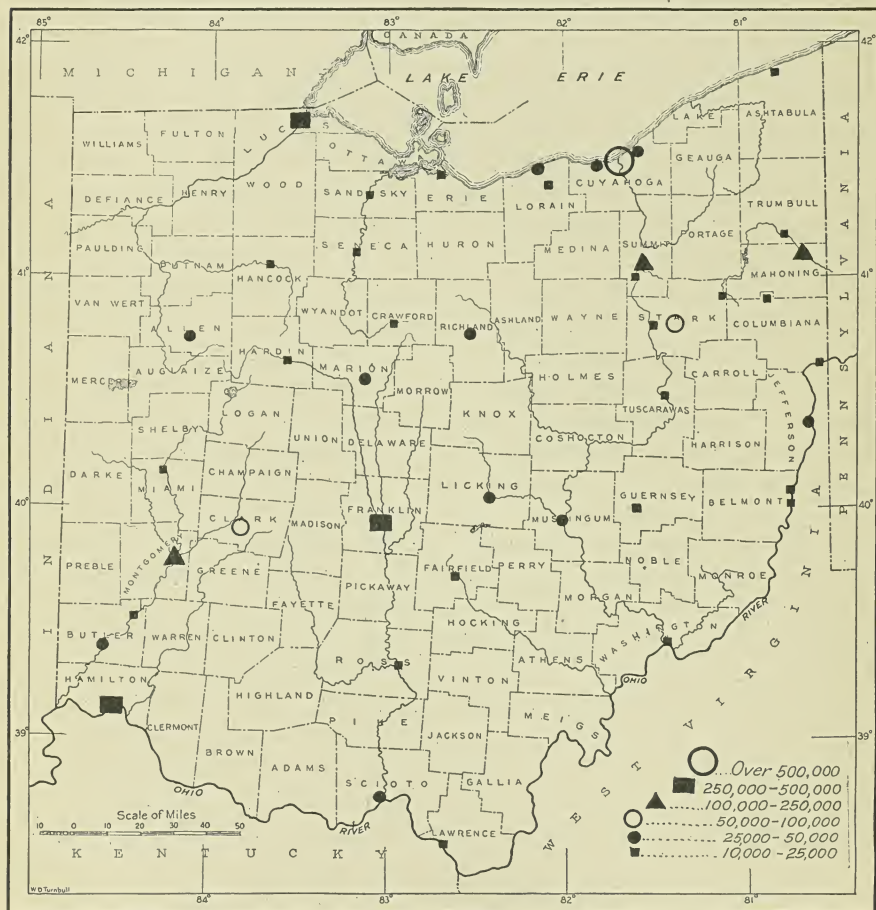 85° 84° 83° 82° 81°
42° 42°
CANADA
MICHIGAN
LAKE ERIE
LAKE ASHTABULA
LUCAS
WILLIAMS FULTON
OTTAWA
GEAUGA
CUYAHOGA
DEFIANCE HENRY WOOD SANDUSKY ERIE
LORAIN
TRUMBULL
PAULDING
SENECA HURON
MEDINA SUMMIT PORTAGE
PUTNAM
41° 41°
HANCOCK
MAHONING
VAN WERT
WYANDOT CRAWFORD
RICHLAND ASHLAND
WAYNE STARK
COLUMBIANA
ALLEN
HARDIN
MARION
MERCER AUGLAIZE
HOLMES
CARROLL
JEFFERSON
MORROW
TUSCARAWAS
LOGAN
KNOX
SHELBY
UNION DELAWARE
COSHOCTON
HARRISON
DARKE
CHAMPAIGN
LICKING
MIAMI
GUERNSEY
BELMONT
40° 40°
CLARK
MADISON
FRANKLIN
MUSKINGUM
MONTGOMERY
PREBLE
GREENE
FAIRFIELD PERRY
NOBLE
MONROE
PICKAWAY
FAYETTE
MORGAN
BUTLER WARREN CLINTON
HOCKING
WASHINGTON
RIVER
ROSS
ATHENS
OHIO
HAMILTON
VINTON
HIGHLAND
MEIGS
CLERMONT
PIKE
JACKSON
39° 39°
BROWN
ADAMS
GALLIA
SCIOTO
OHIO
RIVER
LAWRENCE
INDIANA
PENNSYLVANIA
WEST VIRGINIA
KENTUCKY
Over 500,000
250,000-500,000
100,000-250,000
50,000-100,000
25,000-50,000
10,000-25,000
Scale of Miles
10 0 10 20 30 40 50
W D Turnbull
84° 83° 82° 81°